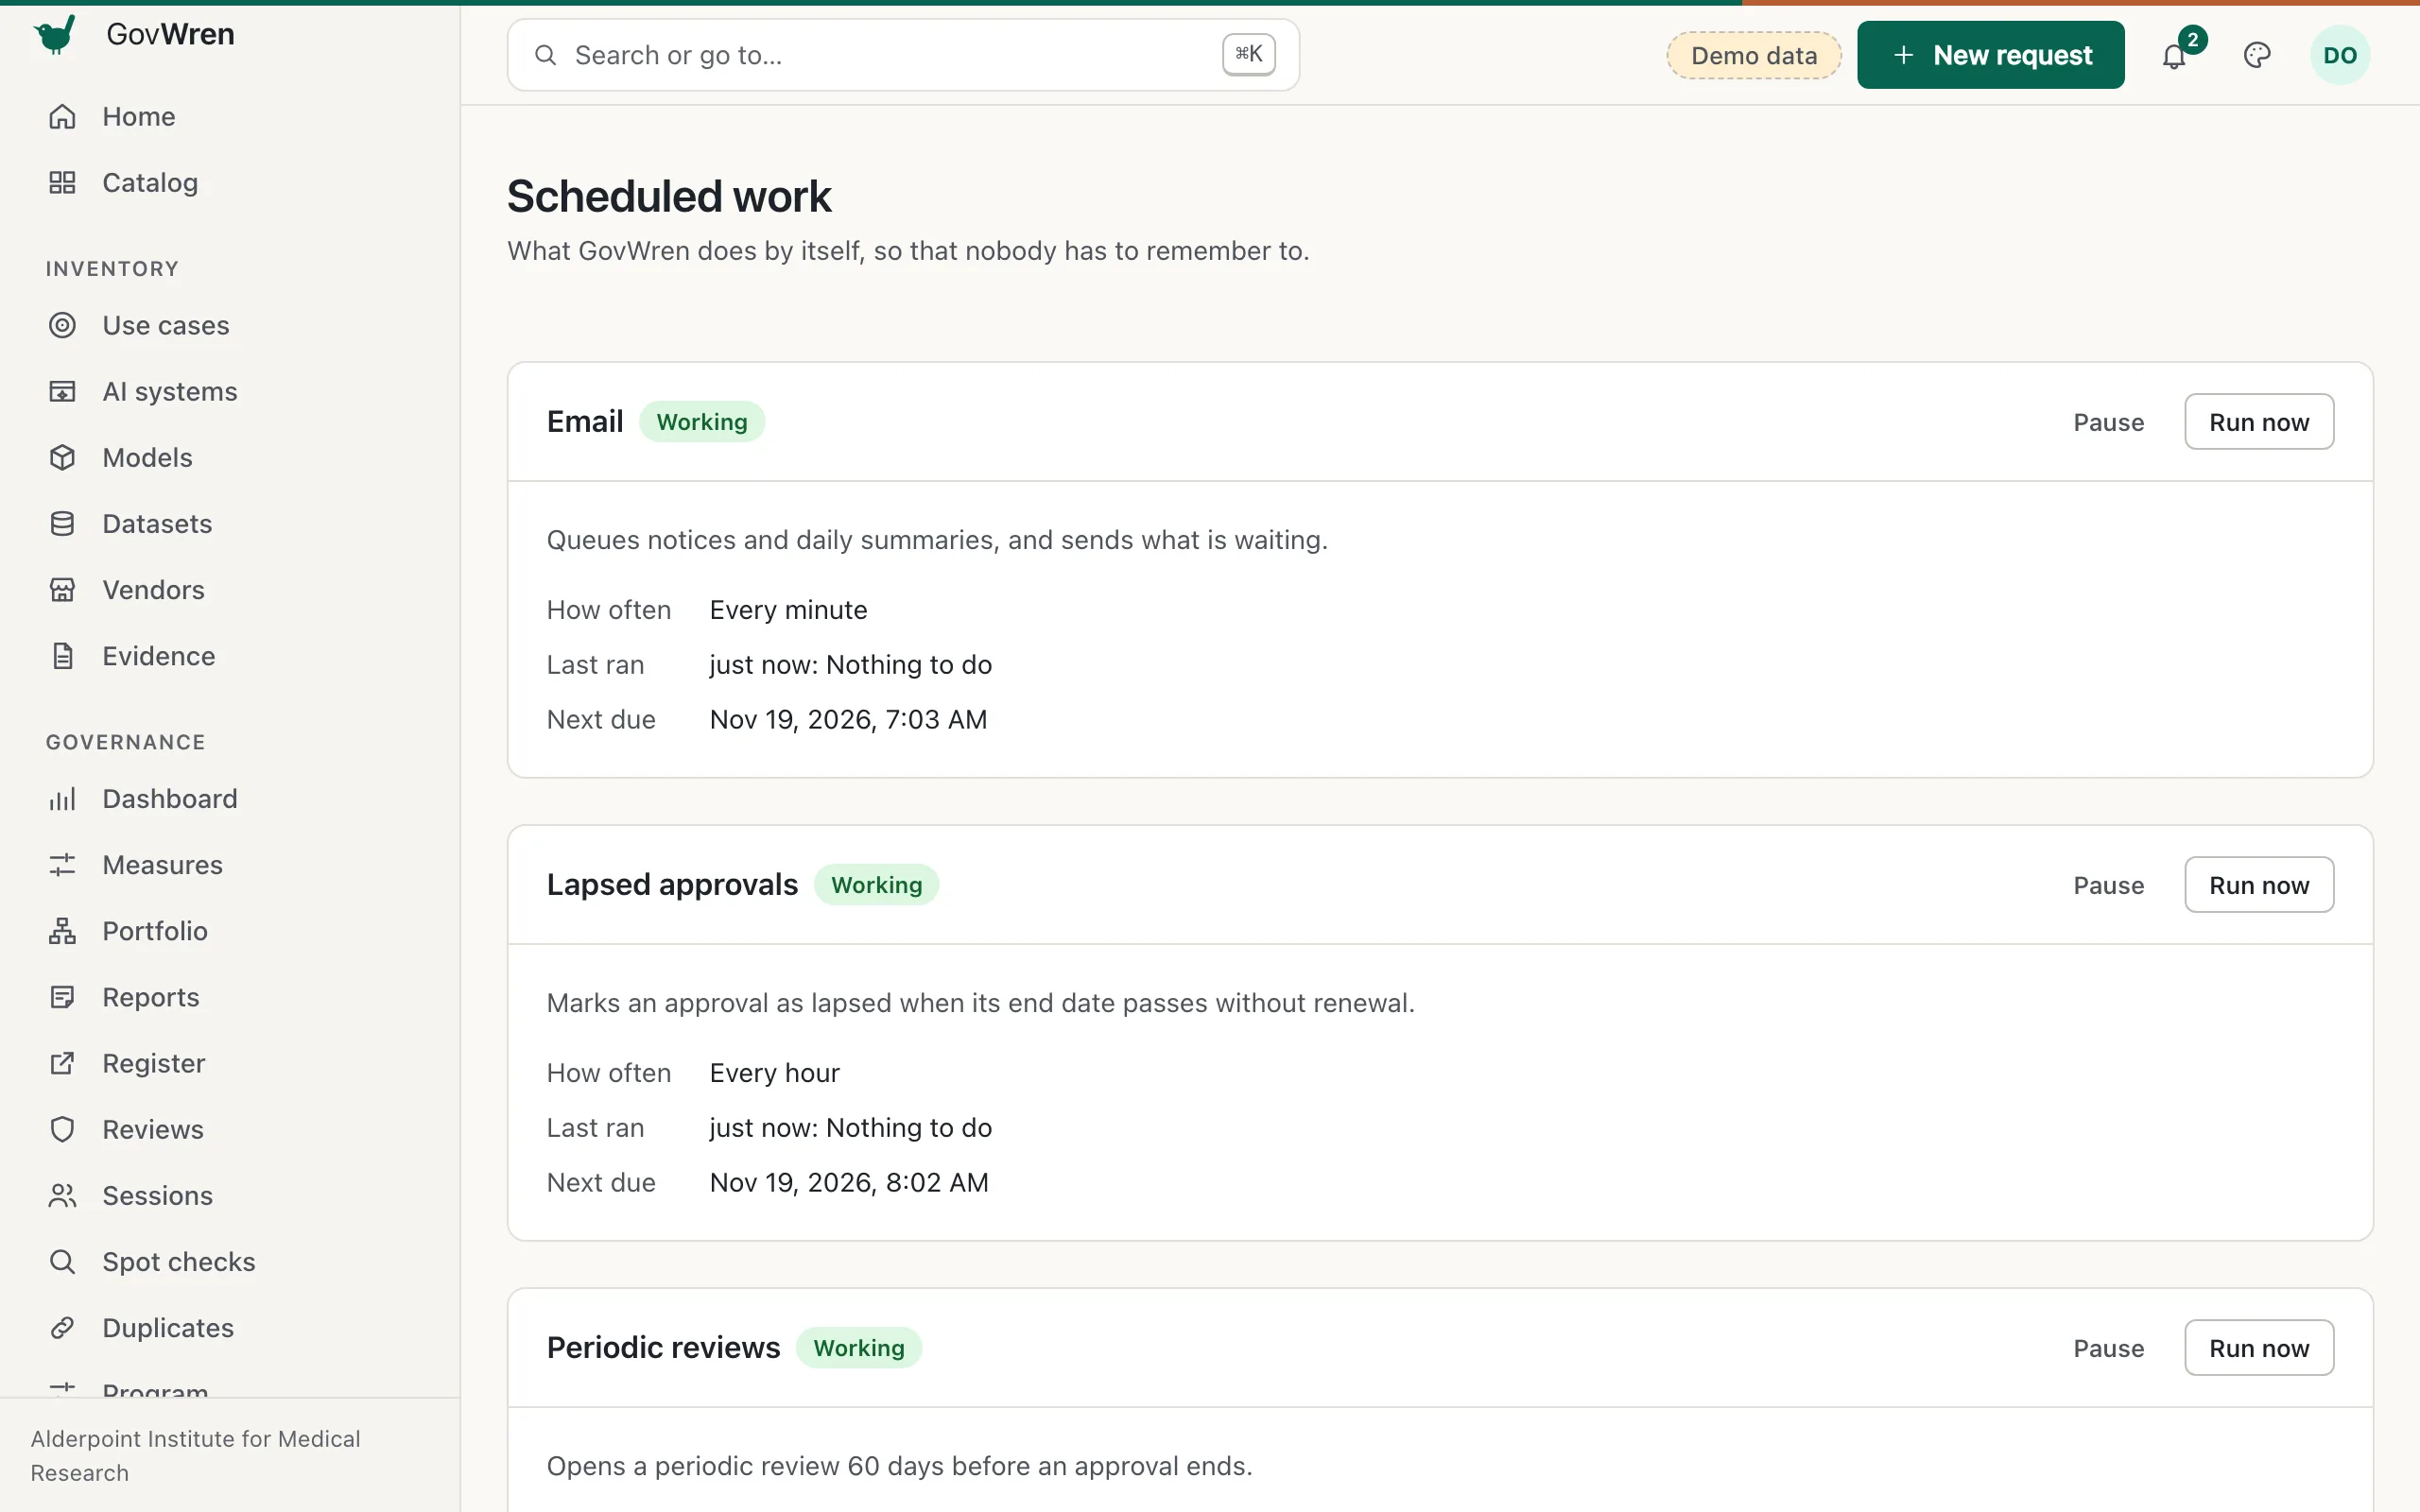 GovWren
Search or go to...
⌘K
Demo data
+ New request
2
DO
Home
Catalog
INVENTORY
Use cases
AI systems
Models
Datasets
Vendors
Evidence
GOVERNANCE
Dashboard
Measures
Portfolio
Reports
Register
Reviews
Sessions
Spot checks
Duplicates
Program
Alderpoint Institute for Medical
Research
Scheduled work
What GovWren does by itself, so that nobody has to remember to.
Email Working Pause Run now
Queues notices and daily summaries, and sends what is waiting.
How often Every minute
Last ran just now: Nothing to do
Next due Nov 19, 2026, 7:03 AM
Lapsed approvals Working Pause Run now
Marks an approval as lapsed when its end date passes without renewal.
How often Every hour
Last ran just now: Nothing to do
Next due Nov 19, 2026, 8:02 AM
Periodic reviews Working Pause Run now
Opens a periodic review 60 days before an approval ends.